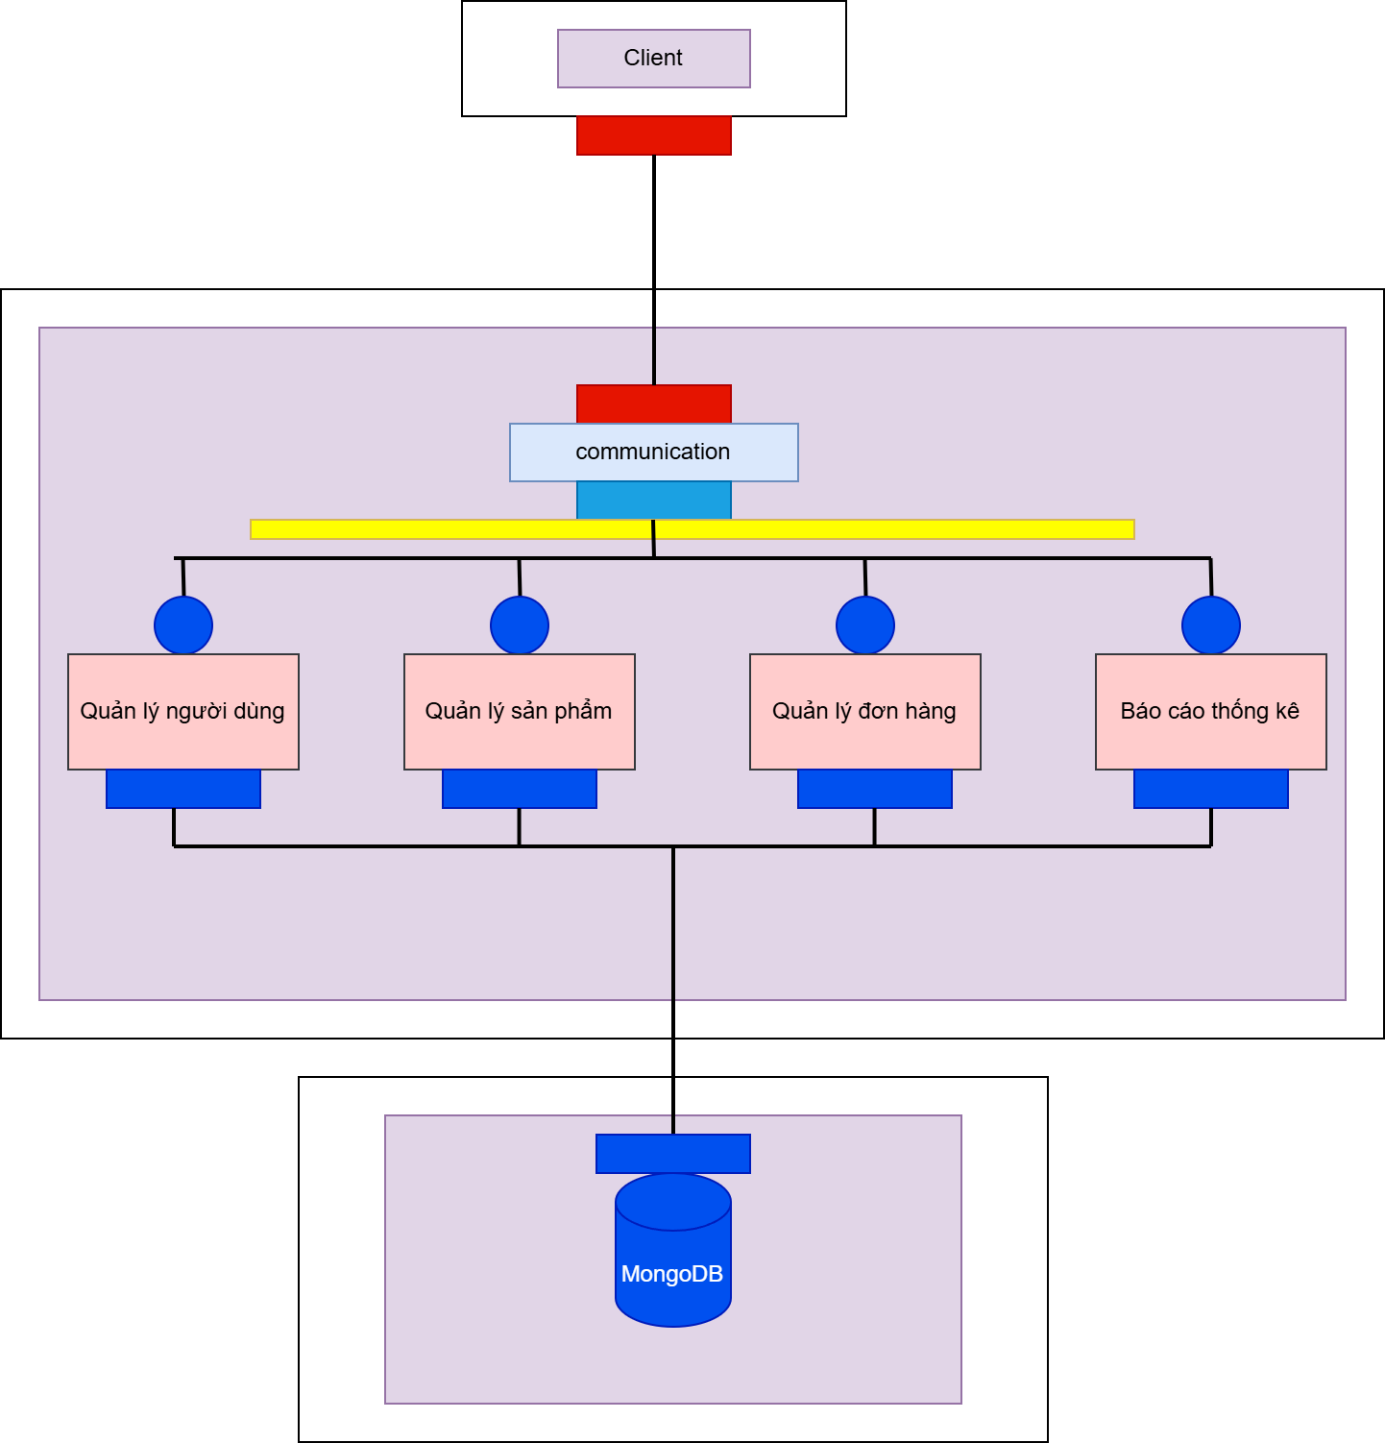 Client
communication
Quản lý người dùng
Quản lý sản phẩm
Quản lý đơn hàng
Báo cáo thống kê
MongoDB